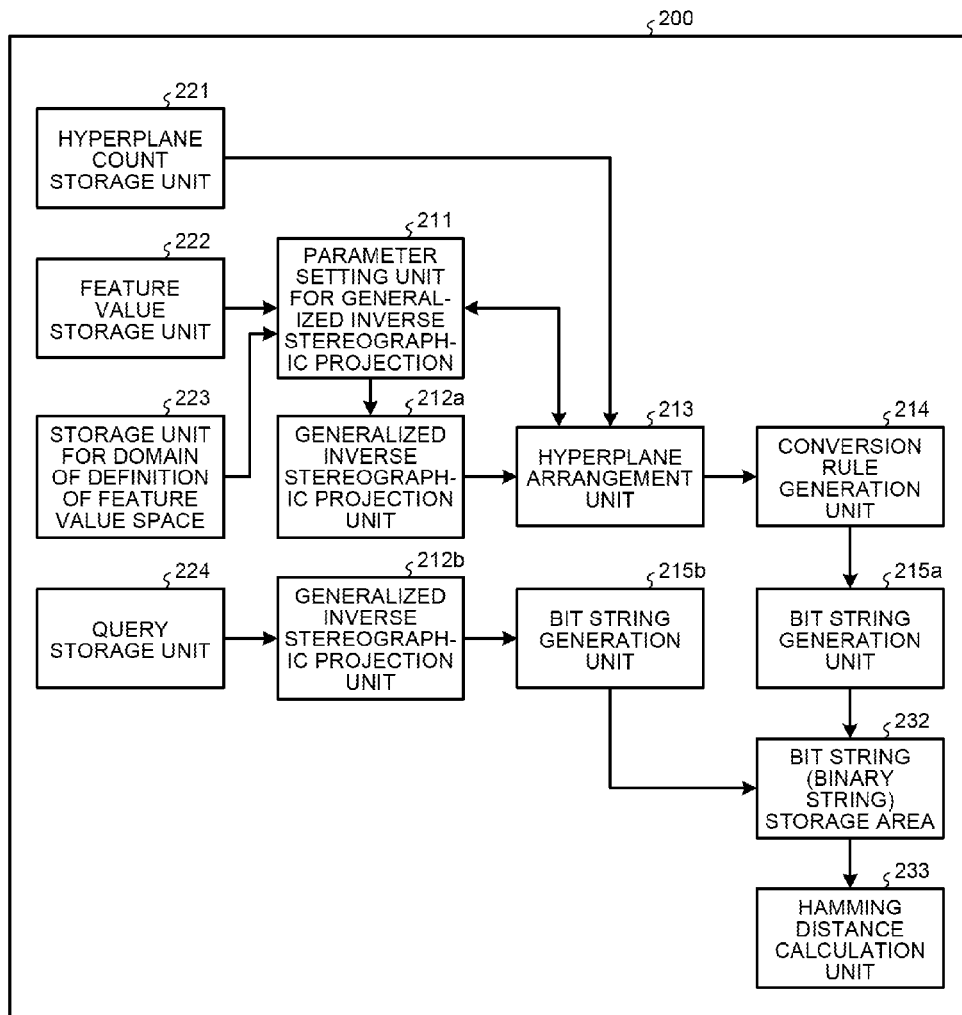 200
221
HYPERPLANE
COUNT
STORAGE UNIT
222
FEATURE
VALUE
STORAGE UNIT
211
PARAMETER
SETTING UNIT
FOR GENERAL-
IZED INVERSE
STEREOGRAPH-
IC PROJECTION
223
STORAGE UNIT
FOR DOMAIN
OF DEFINITION
OF FEATURE
VALUE SPACE
212a
GENERALIZED
INVERSE
STEREOGRAPH-
IC PROJECTION
UNIT
213
HYPERPLANE
ARRANGEMENT
UNIT
214
CONVERSION
RULE
GENERATION
UNIT
224
QUERY
STORAGE UNIT
212b
GENERALIZED
INVERSE
STEREOGRAPH-
IC PROJECTION
UNIT
215b
BIT STRING
GENERATION
UNIT
215a
BIT STRING
GENERATION
UNIT
232
BIT STRING
(BINARY
STRING)
STORAGE AREA
233
HAMMING
DISTANCE
CALCULATION
UNIT